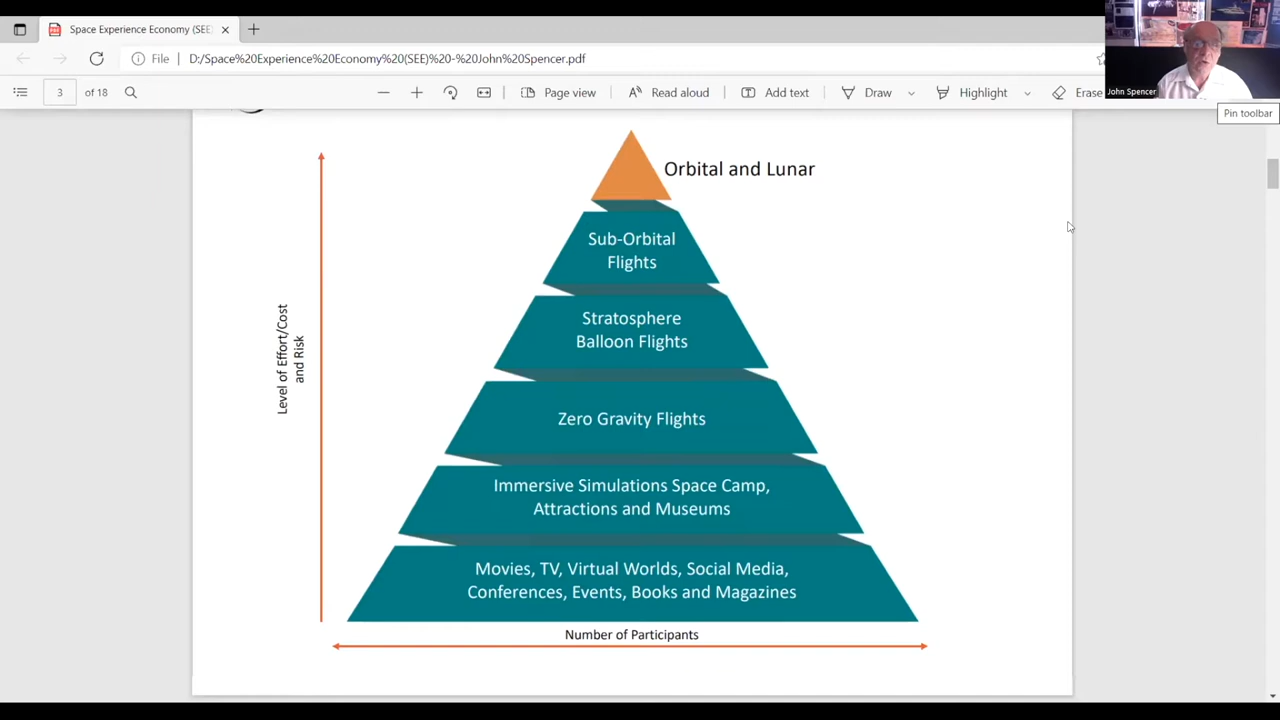 Space Experience Economy (SEE)
File
D:/Space%20Experience%20Economy%20(SEE)%20-%20John%20Spencer.pdf
3
of 18
Page view
Read aloud
Add text
Draw
Highlight
Erase
John Spencer
Pin toolbar
Orbital and Lunar
Sub-Orbital
Flights
Stratosphere
Balloon Flights
Zero Gravity Flights
Immersive Simulations Space Camp,
Attractions and Museums
Movies, TV, Virtual Worlds, Social Media,
Conferences, Events, Books and Magazines
Level of Effort/Cost
and Risk
Number of Participants